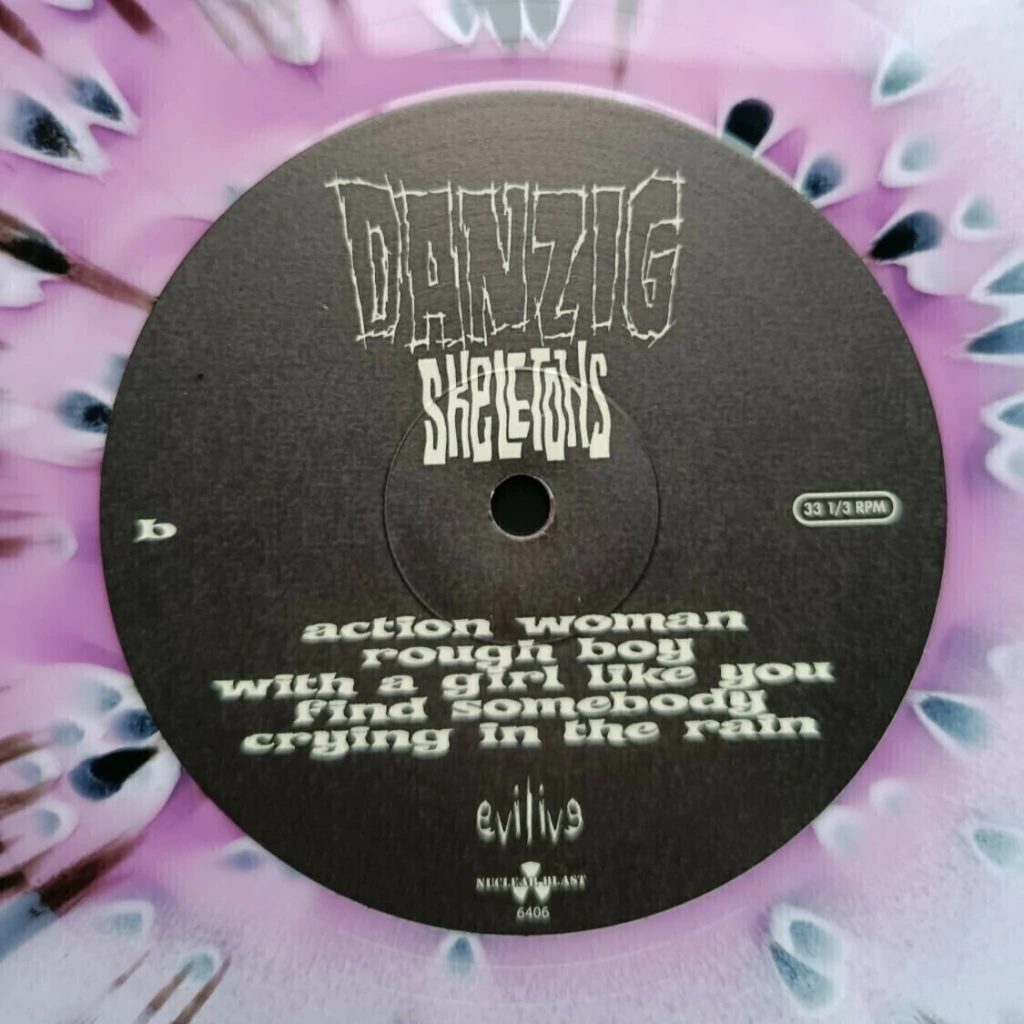 DANZIG
SKELETONS
b
33 1/3 RPM
action woman
rough boy
with a girl like you
find somebody
crying in the rain
evilive
NUCLEAR BLAST
6406